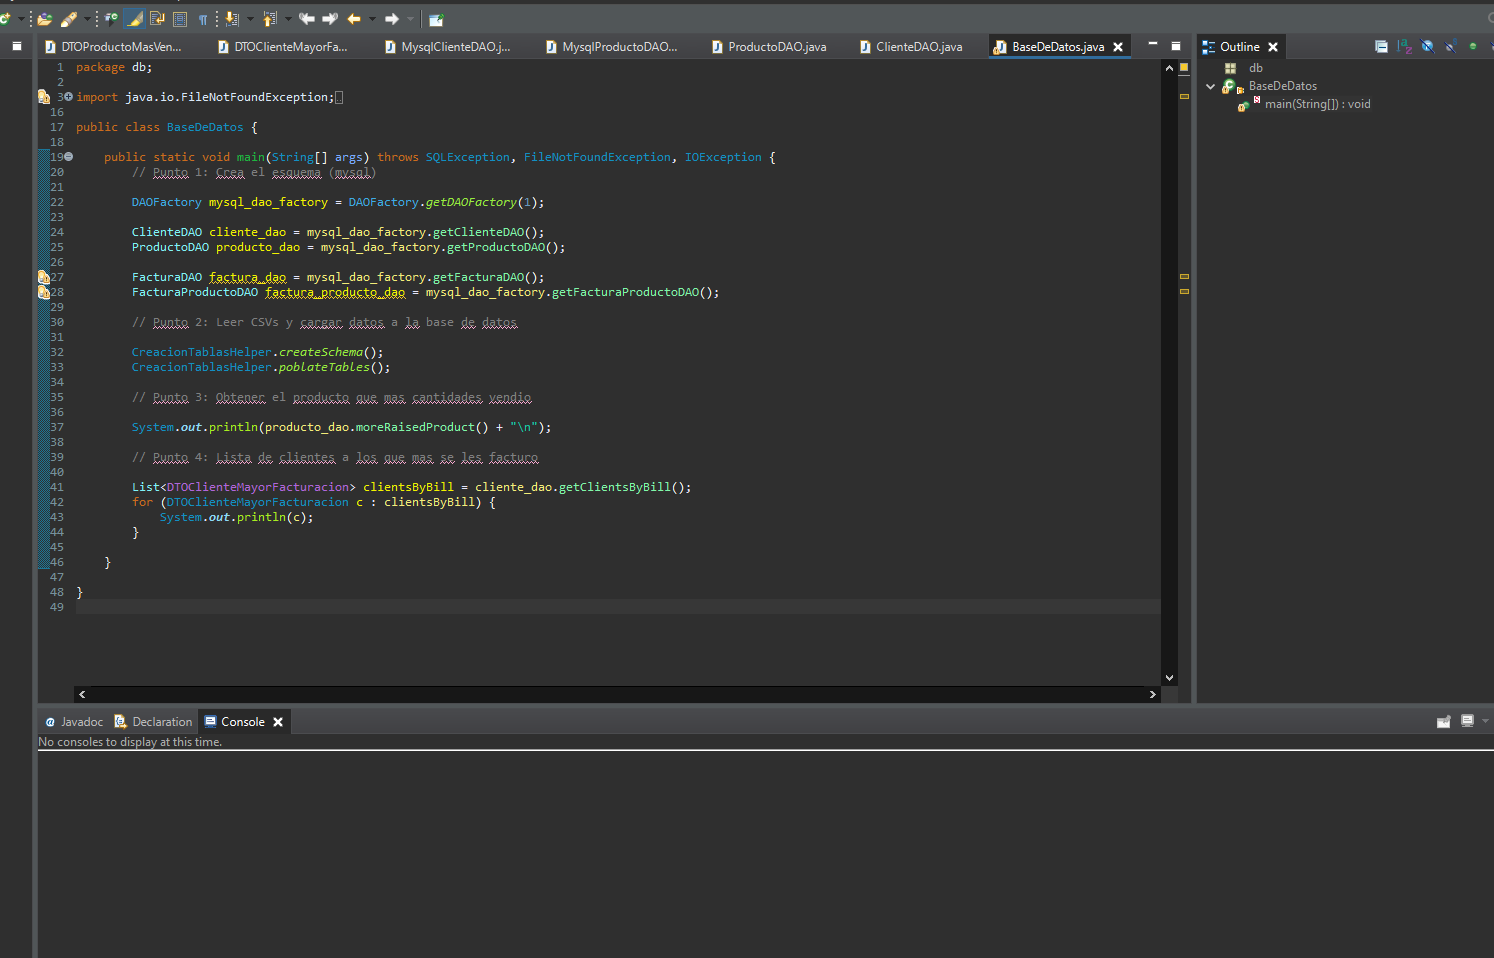 DTOProductoMasVen...
DTOClienteMayorFa...
MysqlClienteDAO.j...
MysqlProductoDAO...
ProductoDAO.java
ClienteDAO.java
BaseDeDatos.java
Outline
1 package db;
2
3 import java.io.FileNotFoundException;
16
17 public class BaseDeDatos {
18
19 public static void main(String[] args) throws SQLException, FileNotFoundException, IOException {
20 // Punto 1: Crea el esquema (mysql)
21
22 DAOFactory mysql_dao_factory = DAOFactory.getDAOFactory(1);
23
24 ClienteDAO cliente_dao = mysql_dao_factory.getClienteDAO();
25 ProductoDAO producto_dao = mysql_dao_factory.getProductoDAO();
26
27 FacturaDAO factura_dao = mysql_dao_factory.getFacturaDAO();
28 FacturaProductoDAO factura_producto_dao = mysql_dao_factory.getFacturaProductoDAO();
29
30 // Punto 2: Leer CSVs y cargar datos a la base de datos
31
32 CreacionTablasHelper.createSchema();
33 CreacionTablasHelper.poblateTables();
34
35 // Punto 3: Obtener el producto que mas cantidades vendio
36
37 System.out.println(producto_dao.moreRaisedProduct() + "\n");
38
39 // Punto 4: Lista de clientes a los que mas se les facturo
40
41 List<DTOClienteMayorFacturacion> clientsByBill = cliente_dao.getClientsByBill();
42 for (DTOClienteMayorFacturacion c : clientsByBill) {
43 System.out.println(c);
44 }
45
46 }
47
48 }
49
db
BaseDeDatos
main(String[]) : void
Javadoc
Declaration
Console
No consoles to display at this time.